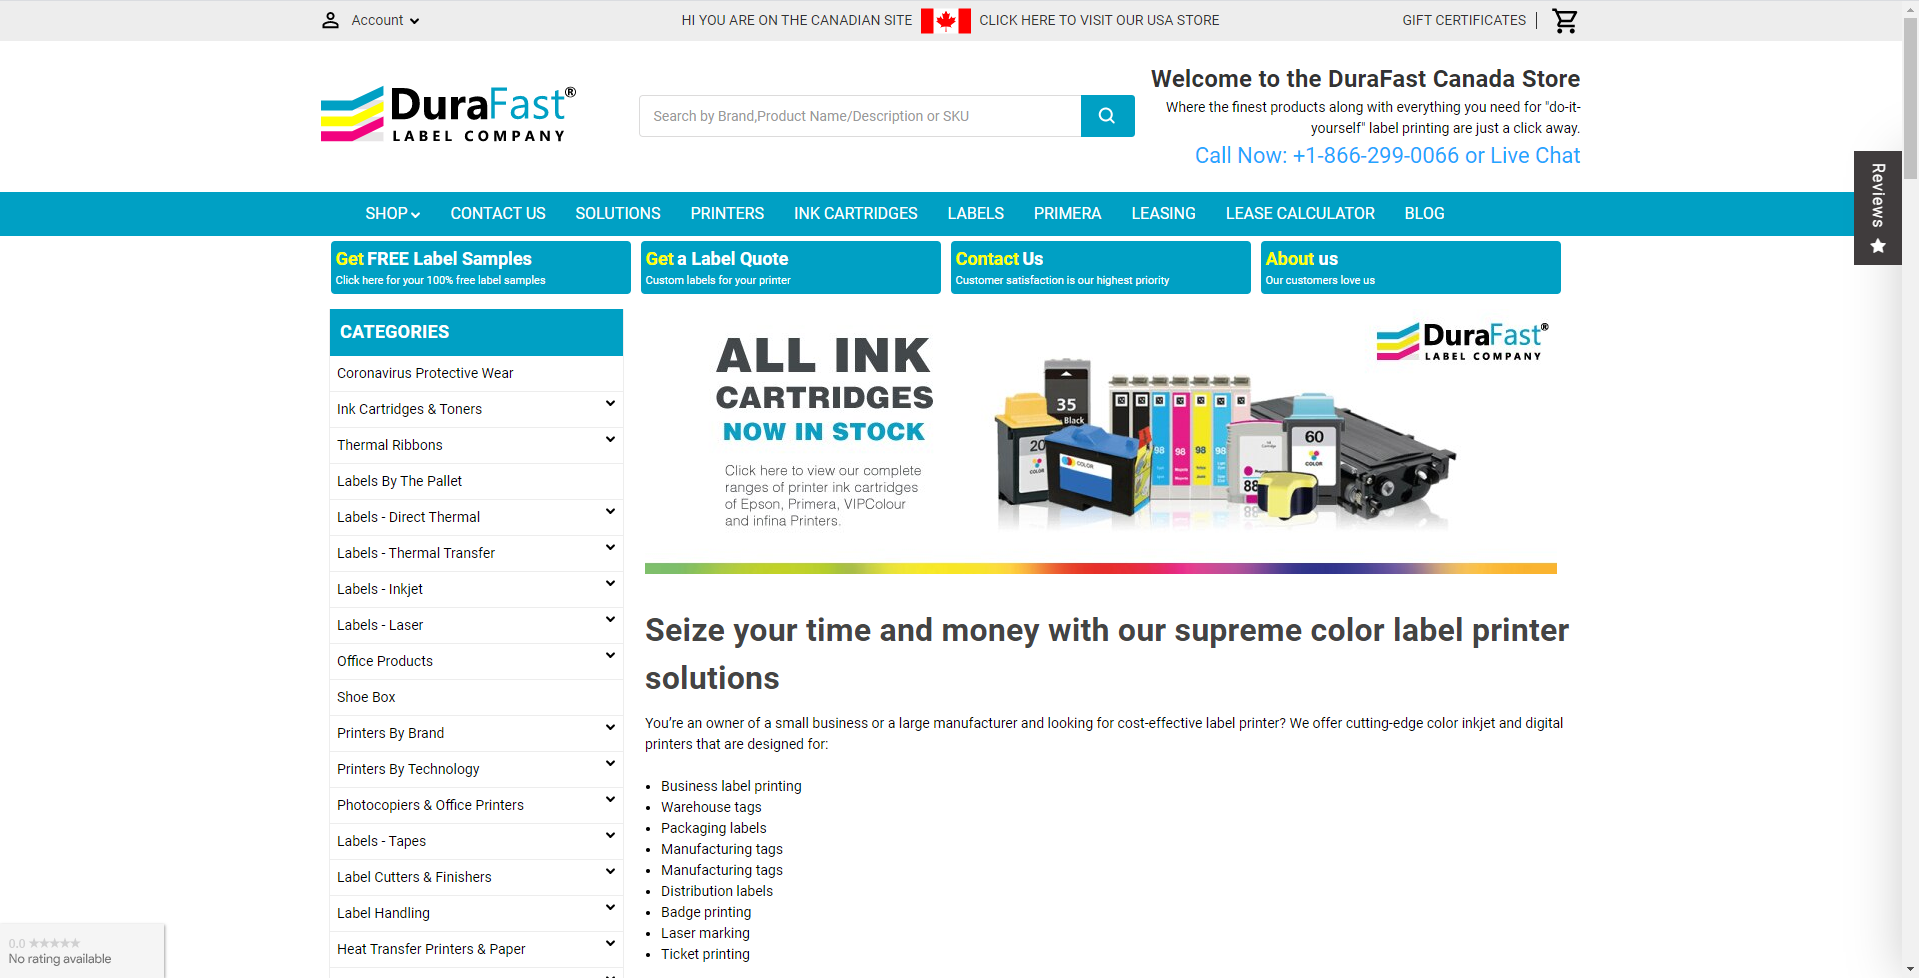 Account
HI YOU ARE ON THE CANADIAN SITE
CLICK HERE TO VISIT OUR USA STORE
GIFT CERTIFICATES
DuraFast®
LABEL COMPANY
Search by Brand,Product Name/Description or SKU
Welcome to the DuraFast Canada Store
Where the finest products along with everything you need for "do-it-
yourself" label printing are just a click away.
Call Now: +1-866-299-0066 or Live Chat
Reviews
SHOP
CONTACT US
SOLUTIONS
PRINTERS
INK CARTRIDGES
LABELS
PRIMERA
LEASING
LEASE CALCULATOR
BLOG
Get FREE Label Samples
Click here for your 100% free label samples
Get a Label Quote
Custom labels for your printer
Contact Us
Customer satisfaction is our highest priority
About us
Our customers love us
CATEGORIES
Coronavirus Protective Wear
Ink Cartridges & Toners
Thermal Ribbons
Labels By The Pallet
Labels - Direct Thermal
Labels - Thermal Transfer
Labels - Inkjet
Labels - Laser
Office Products
Shoe Box
Printers By Brand
Printers By Technology
Photocopiers & Office Printers
Labels - Tapes
Label Cutters & Finishers
Label Handling
Heat Transfer Printers & Paper
ALL INK
CARTRIDGES
NOW IN STOCK
Click here to view our complete
ranges of printer ink cartridges
of Epson, Primera, VIPColour
and infina Printers.
DuraFast®
LABEL COMPANY
35
Black
20
COLOR
COLOR
98
98
98
98
88
60
COLOR
Seize your time and money with our supreme color label printer
solutions
You’re an owner of a small business or a large manufacturer and looking for cost-effective label printer? We offer cutting-edge color inkjet and digital
printers that are designed for:
Business label printing
Warehouse tags
Packaging labels
Manufacturing tags
Manufacturing tags
Distribution labels
Badge printing
Laser marking
Ticket printing
0.0
No rating available